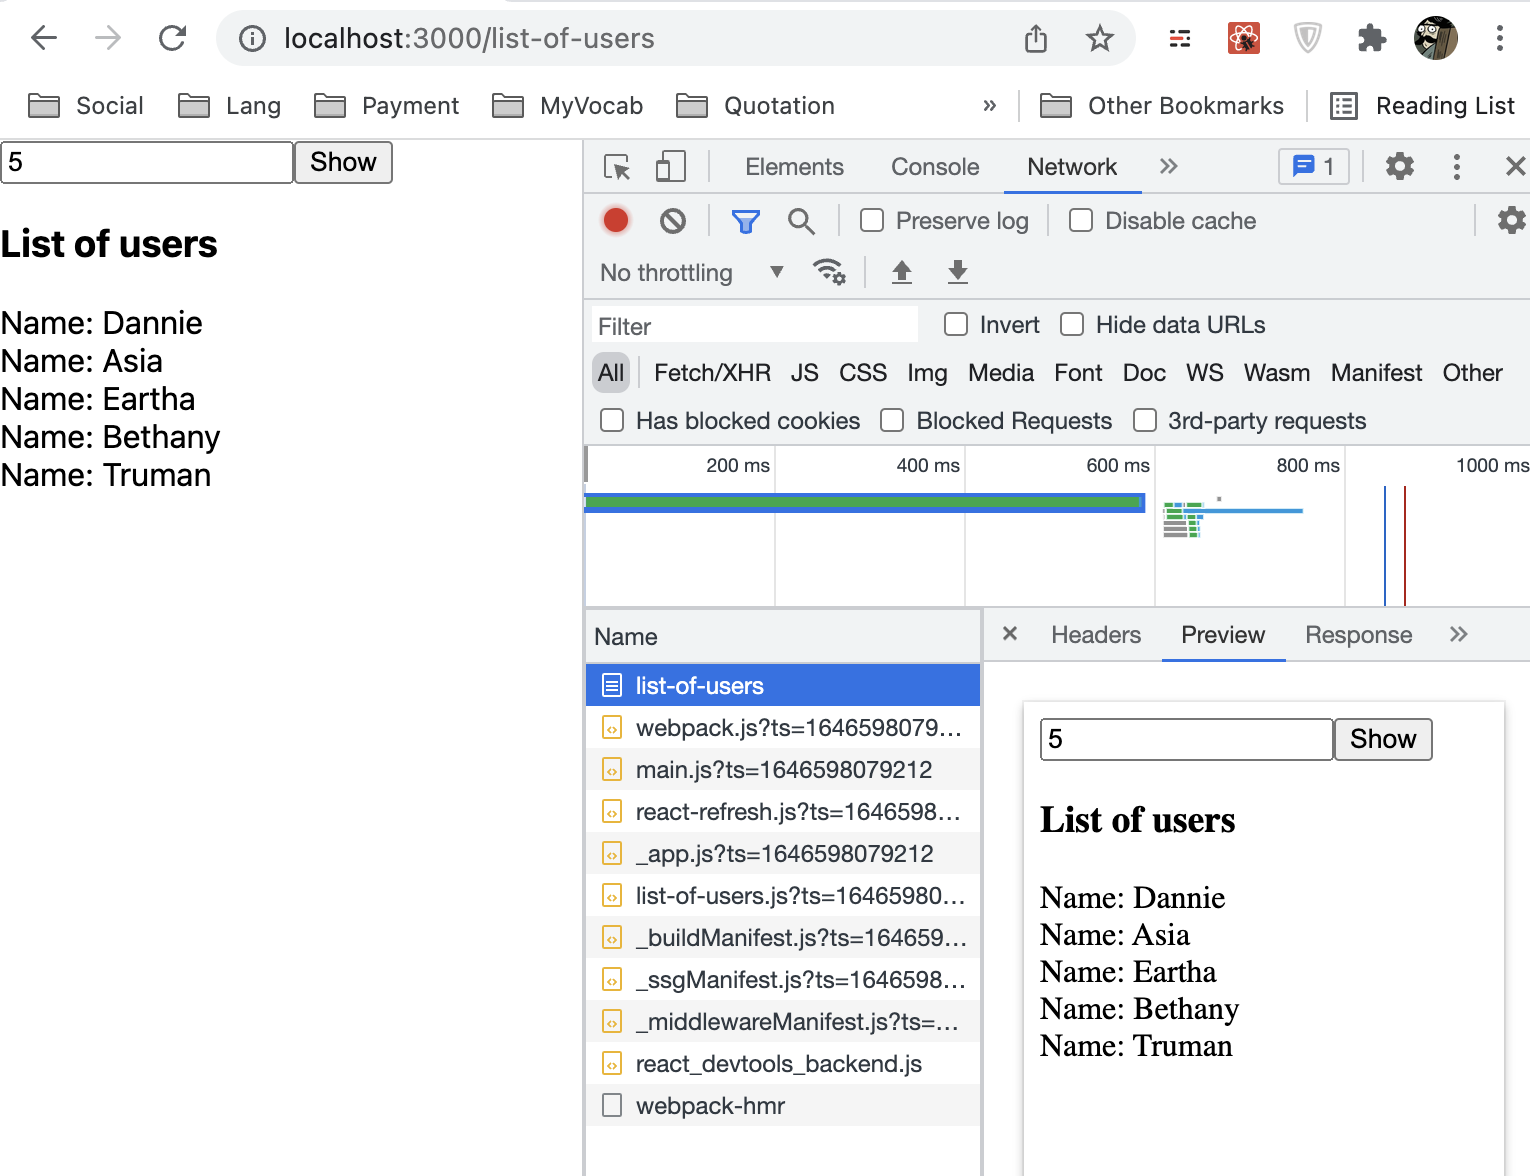 localhost:3000/list-of-users
Social Lang Payment MyVocab Quotation » Other Bookmarks Reading List
5 Show
List of users
Name: Dannie
Name: Asia
Name: Eartha
Name: Bethany
Name: Truman
Elements Console Network » 1
Preserve log Disable cache
No throttling
Filter Invert Hide data URLs
All Fetch/XHR JS CSS Img Media Font Doc WS Wasm Manifest Other
Has blocked cookies Blocked Requests 3rd-party requests
200 ms 400 ms 600 ms 800 ms 1000 ms
Name
list-of-users
webpack.js?ts=1646598079…
main.js?ts=1646598079212
react-refresh.js?ts=1646598…
_app.js?ts=1646598079212
list-of-users.js?ts=16465980…
_buildManifest.js?ts=164659…
_ssgManifest.js?ts=1646598…
_middlewareManifest.js?ts=…
react_devtools_backend.js
webpack-hmr
× Headers Preview Response »
5 Show
List of users
Name: Dannie
Name: Asia
Name: Eartha
Name: Bethany
Name: Truman